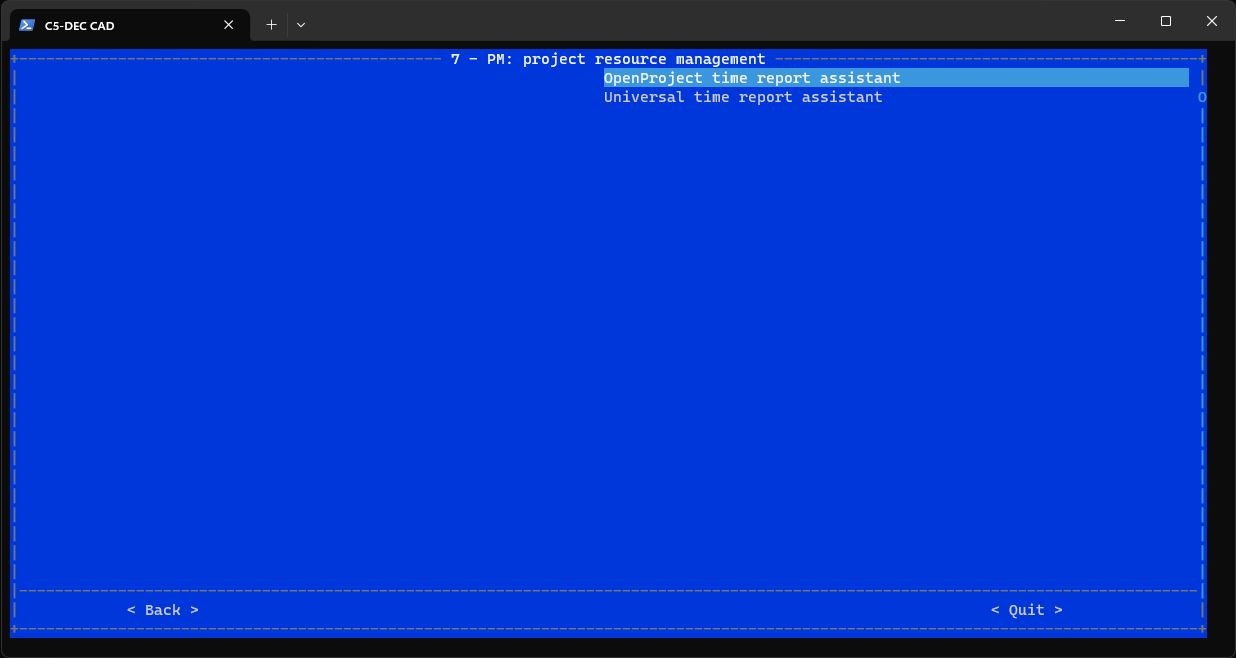 C5-DEC CAD
7 - PM: project resource management
OpenProject time report assistant
Universal time report assistant
O
< Back >
< Quit >